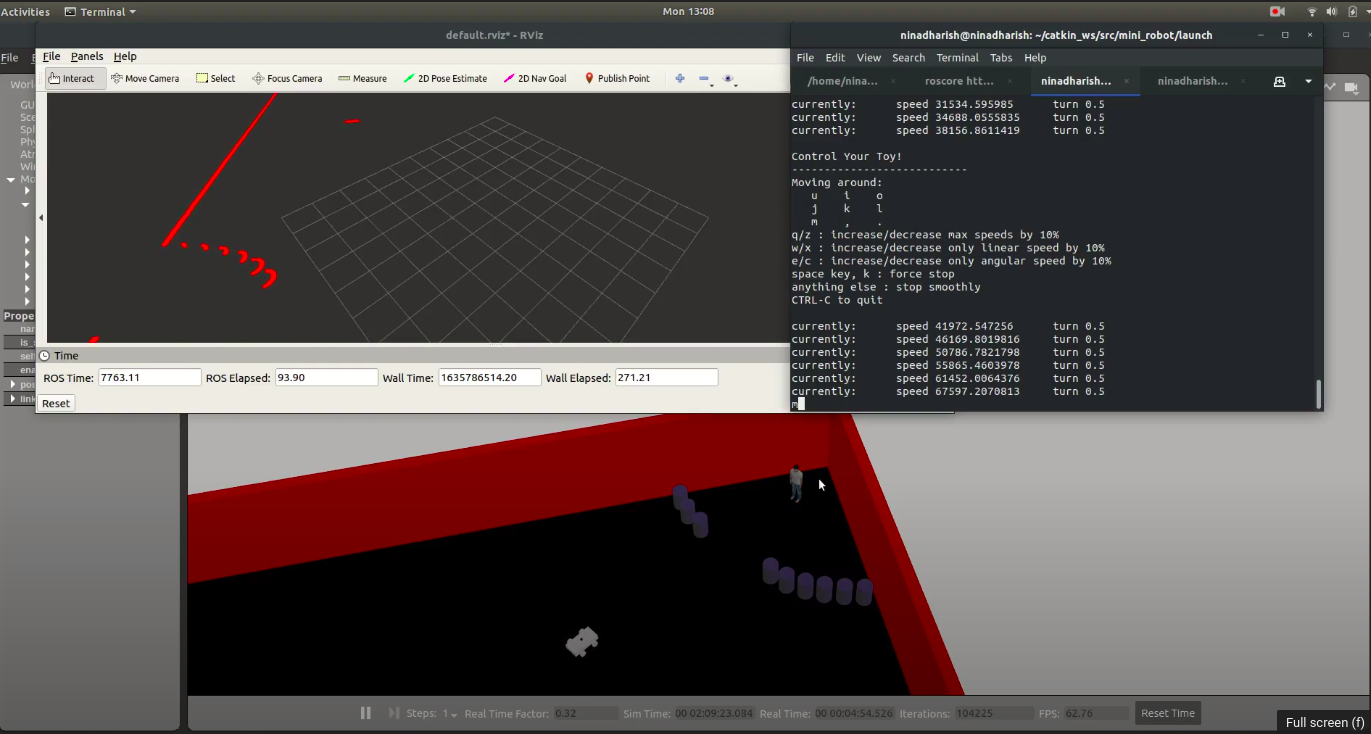 Activities Terminal Mon 13:08
default.rviz* - RViz
File Panels Help
Interact Move Camera Select Focus Camera Measure 2D Pose Estimate 2D Nav Goal Publish Point
Time
ROS Time: 7763.11 ROS Elapsed: 93.90 Wall Time: 1635786514.20 Wall Elapsed: 271.21
Reset
ninadharish@ninadharish: ~/catkin_ws/src/mini_robot/launch
File Edit View Search Terminal Tabs Help
/home/nina... roscore htt... ninadharish... ninadharish...
currently: speed 31534.595985 turn 0.5
currently: speed 34688.0555835 turn 0.5
currently: speed 38156.8611419 turn 0.5
Control Your Toy!
---------------------------
Moving around:
u i o
j k l
m , .
q/z : increase/decrease max speeds by 10%
w/x : increase/decrease only linear speed by 10%
e/c : increase/decrease only angular speed by 10%
space key, k : force stop
anything else : stop smoothly
CTRL-C to quit
currently: speed 41972.547256 turn 0.5
currently: speed 46169.8019816 turn 0.5
currently: speed 50786.7821798 turn 0.5
currently: speed 55865.4603978 turn 0.5
currently: speed 61452.0064376 turn 0.5
currently: speed 67597.2070813 turn 0.5
m
File
Worl
GU
Sce
Sp
Phy
Atr
Wi
Mo
Prope
nar
is_s
self
ena
pos
link
Steps: 1 Real Time Factor: 0.32 Sim Time: 00 02:09:23.084 Real Time: 00 00:04:54.526 Iterations: 104225 FPS: 62.76 Reset Time
Full screen (f)